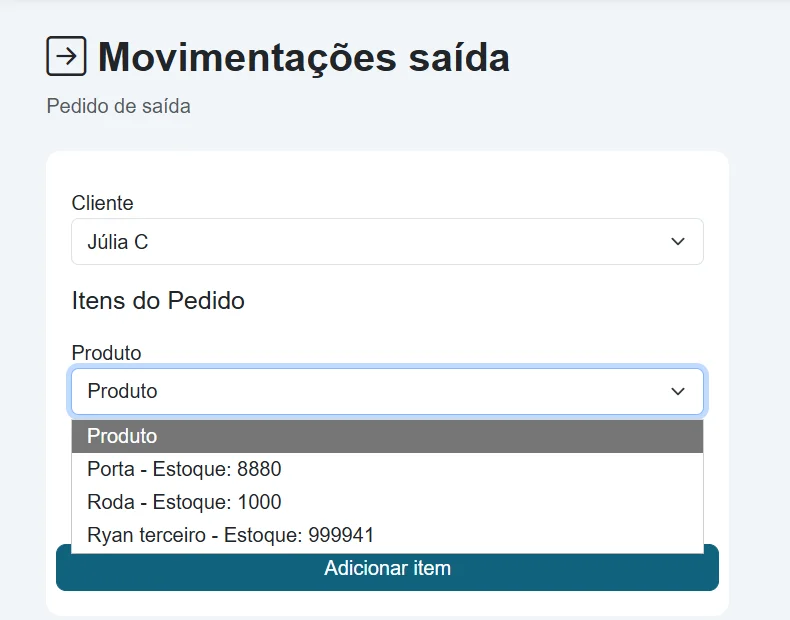 Movimentações saída
Pedido de saída
Cliente
Júlia C
Itens do Pedido
Produto
Produto
Produto
Porta - Estoque: 8880
Roda - Estoque: 1000
Ryan terceiro - Estoque: 999941
Adicionar item